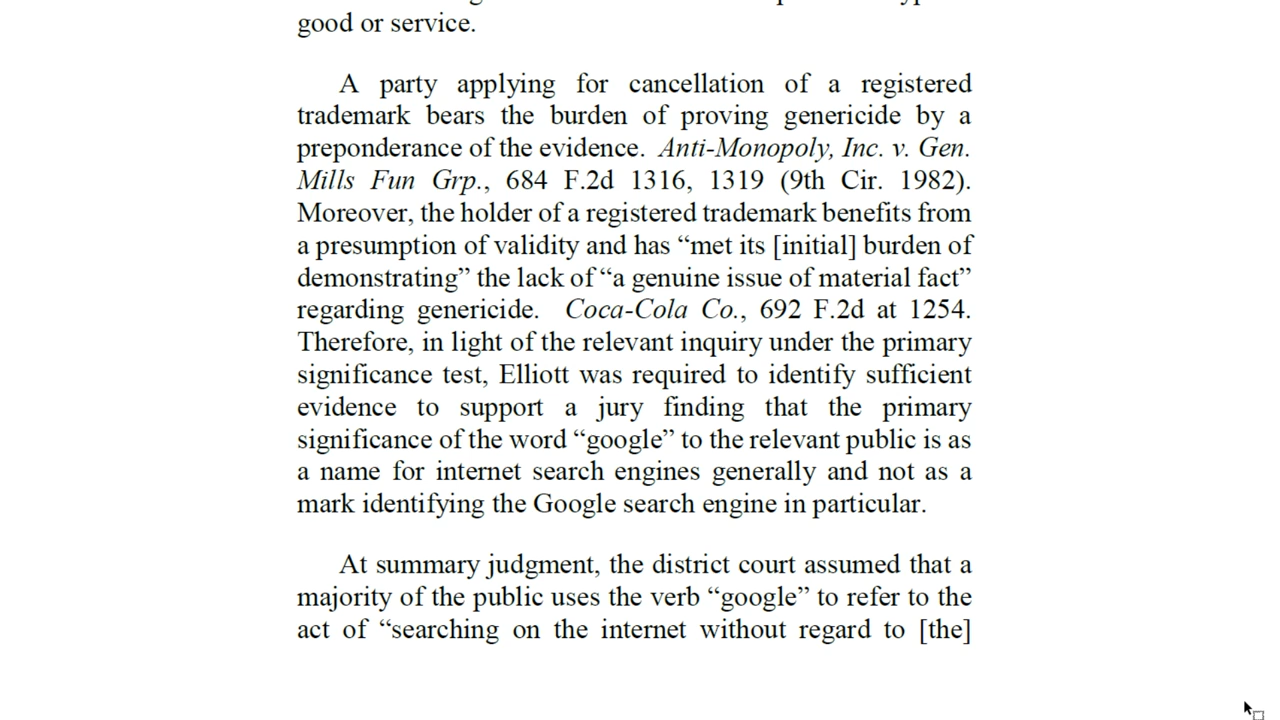 good or service.
A party applying for cancellation of a registered
trademark bears the burden of proving genericide by a
preponderance of the evidence. Anti-Monopoly, Inc. v. Gen.
Mills Fun Grp., 684 F.2d 1316, 1319 (9th Cir. 1982).
Moreover, the holder of a registered trademark benefits from
a presumption of validity and has “met its [initial] burden of
demonstrating” the lack of “a genuine issue of material fact”
regarding genericide. Coca-Cola Co., 692 F.2d at 1254.
Therefore, in light of the relevant inquiry under the primary
significance test, Elliott was required to identify sufficient
evidence to support a jury finding that the primary
significance of the word “google” to the relevant public is as
a name for internet search engines generally and not as a
mark identifying the Google search engine in particular.
At summary judgment, the district court assumed that a
majority of the public uses the verb “google” to refer to the
act of “searching on the internet without regard to [the]